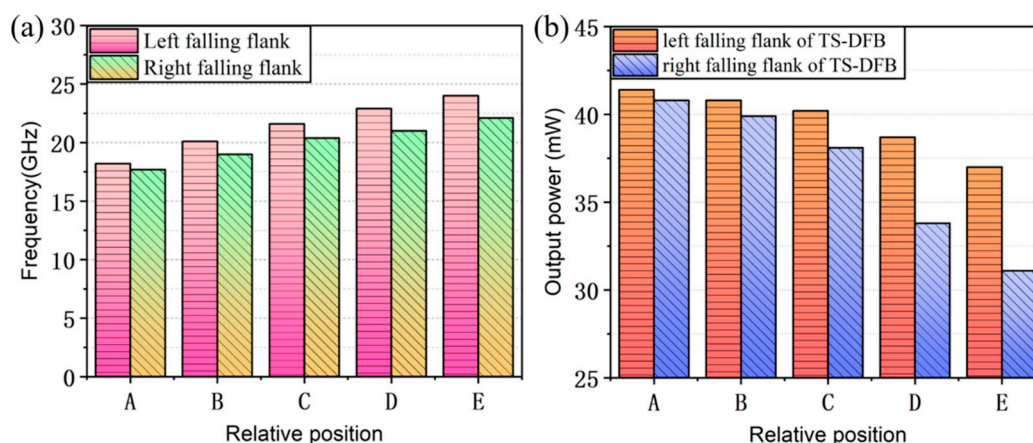 (a)
Left falling flank
Right falling flank
Frequency(GHz)
30
25
20
15
10
5
0
A B C D E
Relative position
(b)
left falling flank of TS-DFB
right falling flank of TS-DFB
Output power (mW)
45
40
35
30
25
A B C D E
Relative position